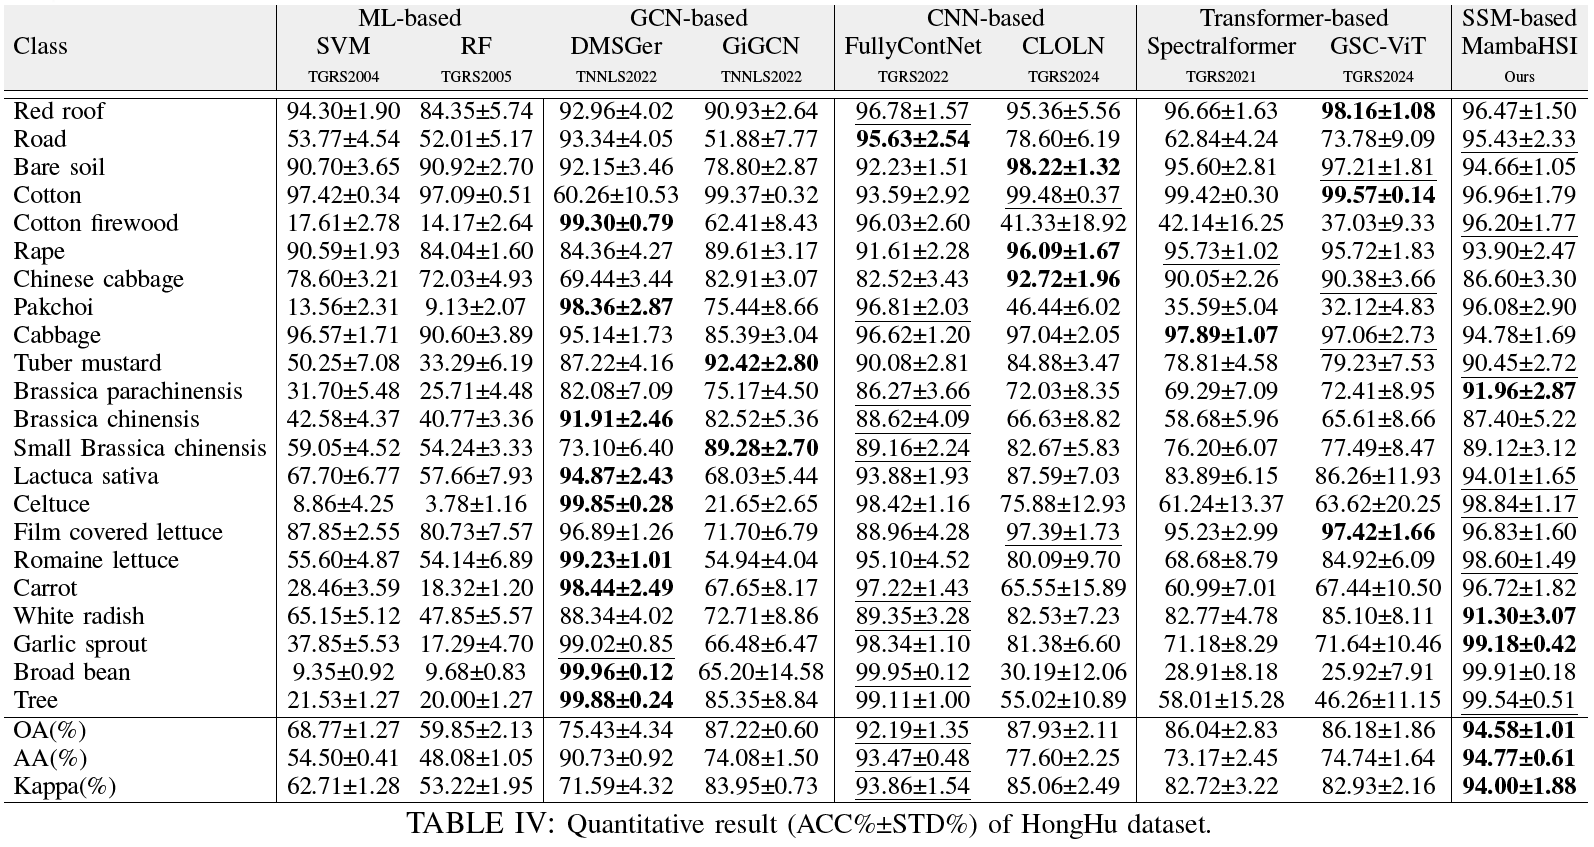 ML-based GCN-based CNN-based Transformer-based SSM-based
Class SVM RF DMSGer GiGCN FullyContNet CLOLN Spectralformer GSC-ViT MambaHSI
TGRS2004 TGRS2005 TNNLS2022 TNNLS2022 TGRS2022 TGRS2024 TGRS2021 TGRS2024 Ours
Red roof 94.30±1.90 84.35±5.74 92.96±4.02 90.93±2.64 96.78±1.57 95.36±5.56 96.66±1.63 98.16±1.08 96.47±1.50
Road 53.77±4.54 52.01±5.17 93.34±4.05 51.88±7.77 95.63±2.54 78.60±6.19 62.84±4.24 73.78±9.09 95.43±2.33
Bare soil 90.70±3.65 90.92±2.70 92.15±3.46 78.80±2.87 92.23±1.51 98.22±1.32 95.60±2.81 97.21±1.81 94.66±1.05
Cotton 97.42±0.34 97.09±0.51 60.26±10.53 99.37±0.32 93.59±2.92 99.48±0.37 99.42±0.30 99.57±0.14 96.96±1.79
Cotton firewood 17.61±2.78 14.17±2.64 99.30±0.79 62.41±8.43 96.03±2.60 41.33±18.92 42.14±16.25 37.03±9.33 96.20±1.77
Rape 90.59±1.93 84.04±1.60 84.36±4.27 89.61±3.17 91.61±2.28 96.09±1.67 95.73±1.02 95.72±1.83 93.90±2.47
Chinese cabbage 78.60±3.21 72.03±4.93 69.44±3.44 82.91±3.07 82.52±3.43 92.72±1.96 90.05±2.26 90.38±3.66 86.60±3.30
Pakchoi 13.56±2.31 9.13±2.07 98.36±2.87 75.44±8.66 96.81±2.03 46.44±6.02 35.59±5.04 32.12±4.83 96.08±2.90
Cabbage 96.57±1.71 90.60±3.89 95.14±1.73 85.39±3.04 96.62±1.20 97.04±2.05 97.89±1.07 97.06±2.73 94.78±1.69
Tuber mustard 50.25±7.08 33.29±6.19 87.22±4.16 92.42±2.80 90.08±2.81 84.88±3.47 78.81±4.58 79.23±7.53 90.45±2.72
Brassica parachinensis 31.70±5.48 25.71±4.48 82.08±7.09 75.17±4.50 86.27±3.66 72.03±8.35 69.29±7.09 72.41±8.95 91.96±2.87
Brassica chinensis 42.58±4.37 40.77±3.36 91.91±2.46 82.52±5.36 88.62±4.09 66.63±8.82 58.68±5.96 65.61±8.66 87.40±5.22
Small Brassica chinensis 59.05±4.52 54.24±3.33 73.10±6.40 89.28±2.70 89.16±2.24 82.67±5.83 76.20±6.07 77.49±8.47 89.12±3.12
Lactuca sativa 67.70±6.77 57.66±7.93 94.87±2.43 68.03±5.44 93.88±1.93 87.59±7.03 83.89±6.15 86.26±11.93 94.01±1.65
Celtuce 8.86±4.25 3.78±1.16 99.85±0.28 21.65±2.65 98.42±1.16 75.88±12.93 61.24±13.37 63.62±20.25 98.84±1.17
Film covered lettuce 87.85±2.55 80.73±7.57 96.89±1.26 71.70±6.79 88.96±4.28 97.39±1.73 95.23±2.99 97.42±1.66 96.83±1.60
Romaine lettuce 55.60±4.87 54.14±6.89 99.23±1.01 54.94±4.04 95.10±4.52 80.09±9.70 68.68±8.79 84.92±6.09 98.60±1.49
Carrot 28.46±3.59 18.32±1.20 98.44±2.49 67.65±8.17 97.22±1.43 65.55±15.89 60.99±7.01 67.44±10.50 96.72±1.82
White radish 65.15±5.12 47.85±5.57 88.34±4.02 72.71±8.86 89.35±3.28 82.53±7.23 82.77±4.78 85.10±8.11 91.30±3.07
Garlic sprout 37.85±5.53 17.29±4.70 99.02±0.85 66.48±6.47 98.34±1.10 81.38±6.60 71.18±8.29 71.64±10.46 99.18±0.42
Broad bean 9.35±0.92 9.68±0.83 99.96±0.12 65.20±14.58 99.95±0.12 30.19±12.06 28.91±8.18 25.92±7.91 99.91±0.18
Tree 21.53±1.27 20.00±1.27 99.88±0.24 85.35±8.84 99.11±1.00 55.02±10.89 58.01±15.28 46.26±11.15 99.54±0.51
OA(%) 68.77±1.27 59.85±2.13 75.43±4.34 87.22±0.60 92.19±1.35 87.93±2.11 86.04±2.83 86.18±1.86 94.58±1.01
AA(%) 54.50±0.41 48.08±1.05 90.73±0.92 74.08±1.50 93.47±0.48 77.60±2.25 73.17±2.45 74.74±1.64 94.77±0.61
Kappa(%) 62.71±1.28 53.22±1.95 71.59±4.32 83.95±0.73 93.86±1.54 85.06±2.49 82.72±3.22 82.93±2.16 94.00±1.88
TABLE IV: Quantitative result (ACC%±STD%) of HongHu dataset.